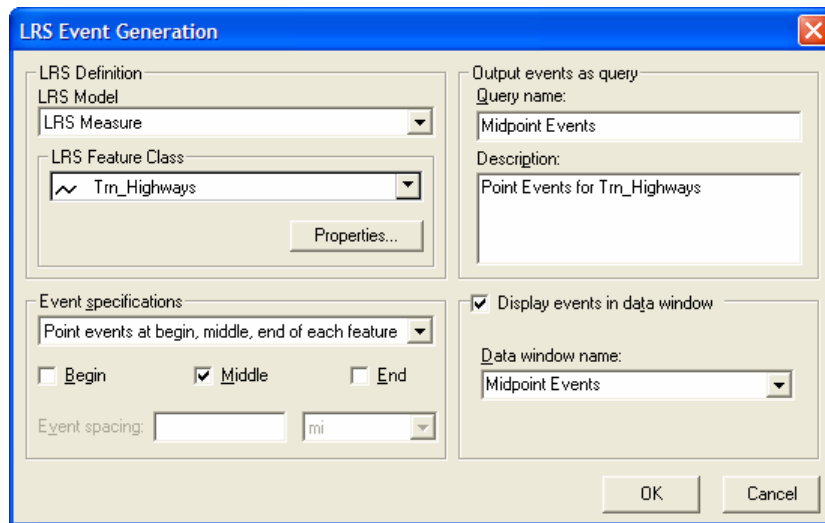 LRS Event Generation
LRS Definition
LRS Model
LRS Measure
LRS Feature Class
Trn_Highways
Properties...
Output events as query
Query name:
Midpoint Events
Description:
Point Events for Trn_Highways
Event specifications
Point events at begin, middle, end of each feature
Begin
Middle
End
Event spacing:
mi
Display events in data window
Data window name:
Midpoint Events
OK
Cancel